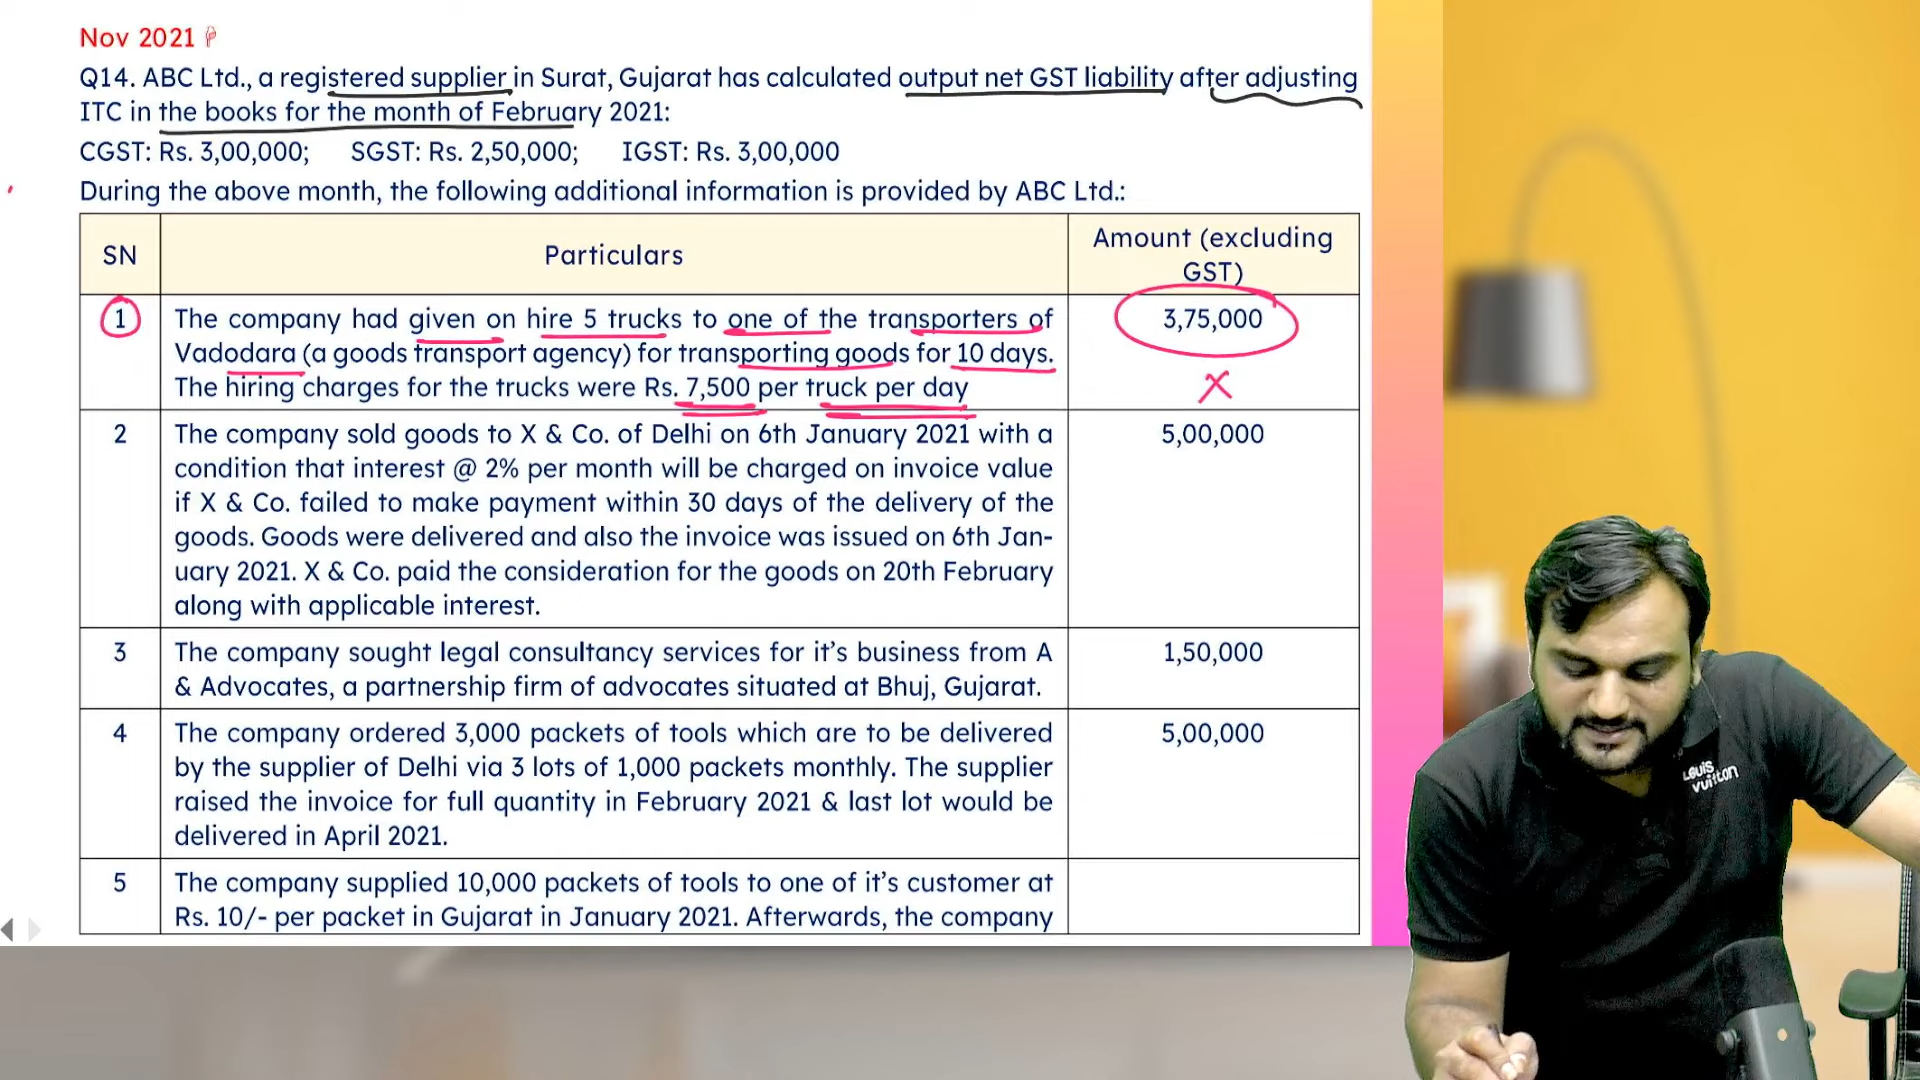 Nov 2021
Q14. ABC Ltd., a registered supplier in Surat, Gujarat has calculated output net GST liability after adjusting
ITC in the books for the month of February 2021:
CGST: Rs. 3,00,000; SGST: Rs. 2,50,000; IGST: Rs. 3,00,000
During the above month, the following additional information is provided by ABC Ltd.:
SN Particulars Amount (excluding
GST)
1 The company had given on hire 5 trucks to one of the transporters of 3,75,000
Vadodara (a goods transport agency) for transporting goods for 10 days.
The hiring charges for the trucks were Rs. 7,500 per truck per day X
2 The company sold goods to X & Co. of Delhi on 6th January 2021 with a 5,00,000
condition that interest @ 2% per month will be charged on invoice value
if X & Co. failed to make payment within 30 days of the delivery of the
goods. Goods were delivered and also the invoice was issued on 6th Jan-
uary 2021. X & Co. paid the consideration for the goods on 20th February
along with applicable interest.
3 The company sought legal consultancy services for it's business from A 1,50,000
& Advocates, a partnership firm of advocates situated at Bhuj, Gujarat.
4 The company ordered 3,000 packets of tools which are to be delivered 5,00,000
by the supplier of Delhi via 3 lots of 1,000 packets monthly. The supplier
raised the invoice for full quantity in February 2021 & last lot would be
delivered in April 2021.
5 The company supplied 10,000 packets of tools to one of it's customer at
Rs. 10/- per packet in Gujarat in January 2021. Afterwards, the company
Louis
Vuitton